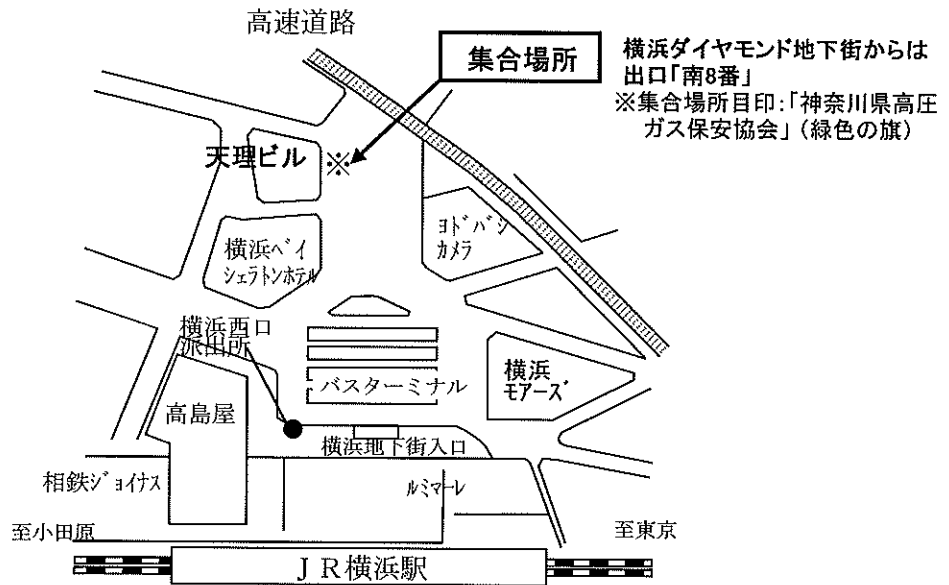 高速道路
集合場所
横浜ダイヤモンド地下街からは
出口「南8番」
※集合場所目印:「神奈川県高圧
ガス保安協会」(緑色の旗)
天理ビル
※
ヨドバシ
カメラ
横浜ベイ
シェラトンホテル
横浜西口
派出所
バスターミナル
横浜
モアーズ
高島屋
横浜地下街入口
相鉄ジョイナス
ルミマーレ
至小田原
至東京
JR横浜駅